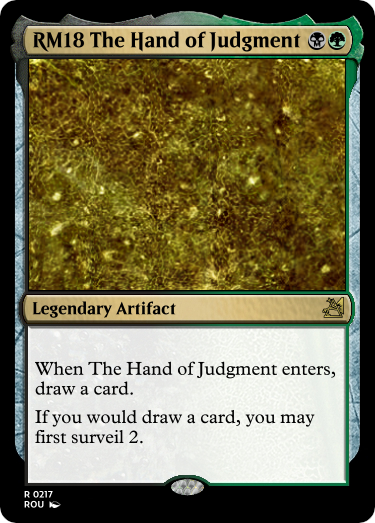 RM18 The Hand of Judgment
Legendary Artifact
When The Hand of Judgment enters,
draw a card.
If you would draw a card, you may
first surveil 2.
R 0217
ROU